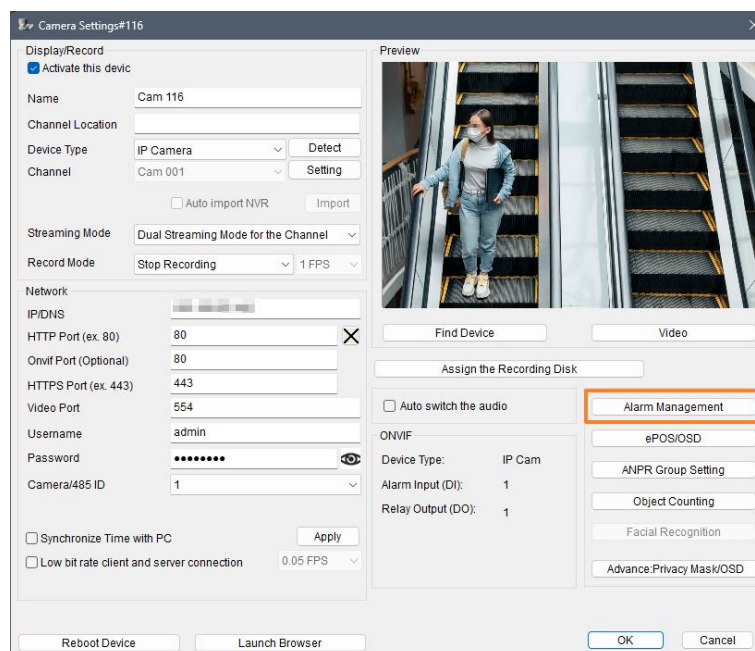 Camera Settings#116
Display/Record
Activate this devic
Name
Cam 116
Channel Location
Device Type
IP Camera
Detect
Channel
Cam 001
Setting
Auto import NVR
Import
Streaming Mode
Dual Streaming Mode for the Channel
Record Mode
Stop Recording
1 FPS
Network
IP/DNS
HTTP Port (ex. 80)
80
Onvif Port (Optional)
80
HTTPS Port (ex. 443)
443
Video Port
554
Username
admin
Password
Camera/485 ID
1
Synchronize Time with PC
Apply
Low bit rate client and server connection
0.05 FPS
Reboot Device
Launch Browser
Preview
Find Device
Video
Assign the Recording Disk
Auto switch the audio
ONVIF
Device Type:
IP Cam
Alarm Input (DI):
1
Relay Output (DO):
1
Alarm Management
ePOS/OSD
ANPR Group Setting
Object Counting
Facial Recognition
Advance:Privacy Mask/OSD
OK
Cancel